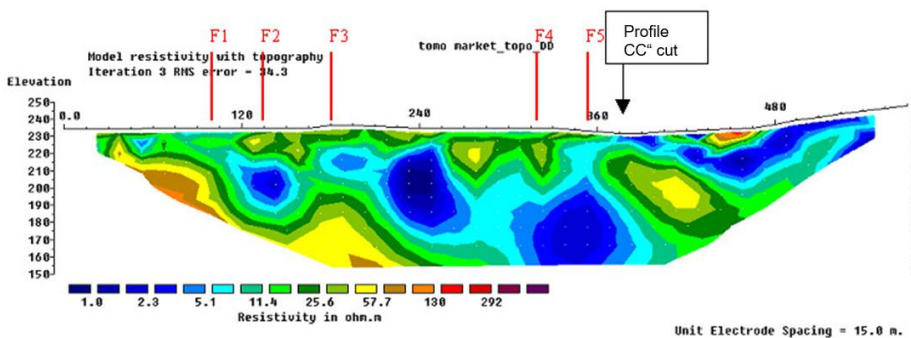 F1 F2 F3 F4 F5
Profile
CC“ cut
tomo market_topo_DD
Model resistivity with topography
Iteration 3 RMS error = 34.3
Elevation
250
240
230
220
210
200
190
180
170
160
150
0.0 120 240 360 480
1.0 2.3 5.1 11.4 25.6 57.7 130 292
Resistivity in ohm.m
Unit Electrode Spacing = 15.0 m.